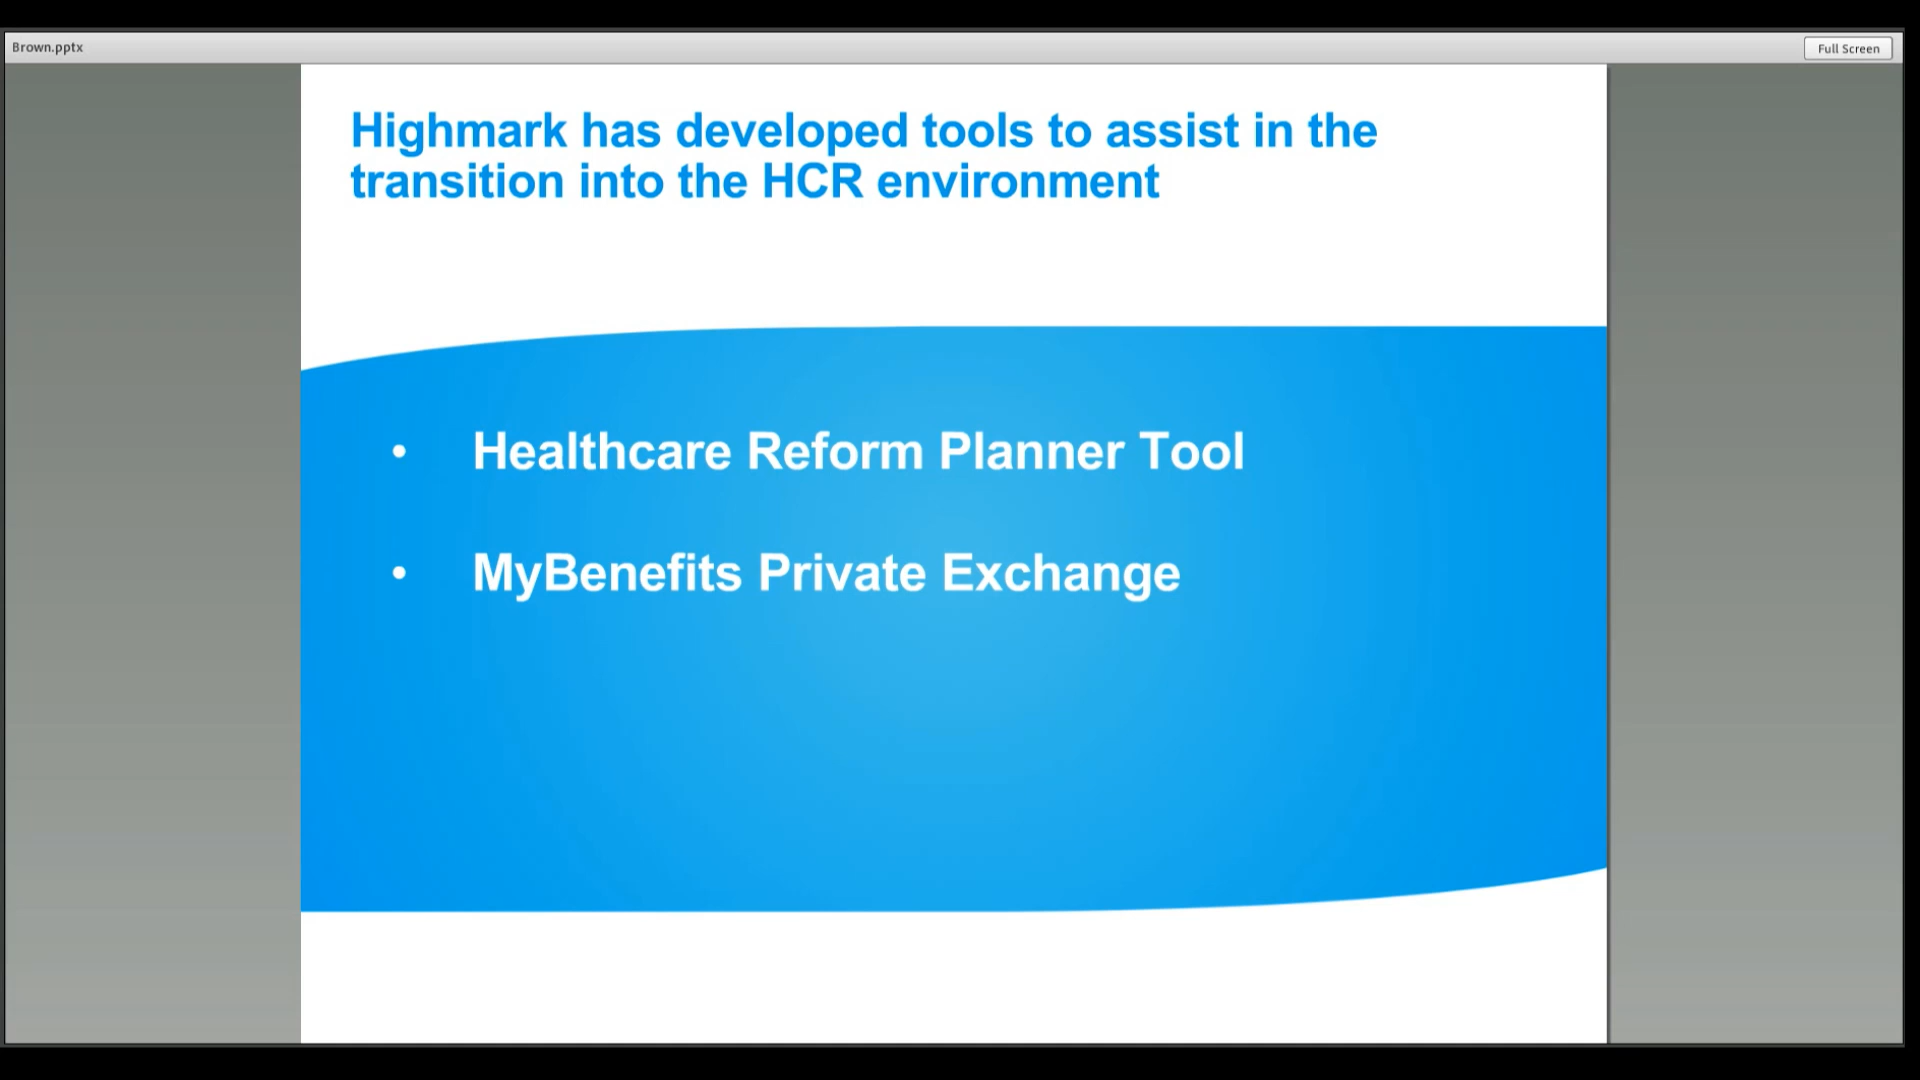 Brown.pptx
Full Screen
Highmark has developed tools to assist in the
transition into the HCR environment
• Healthcare Reform Planner Tool
• MyBenefits Private Exchange